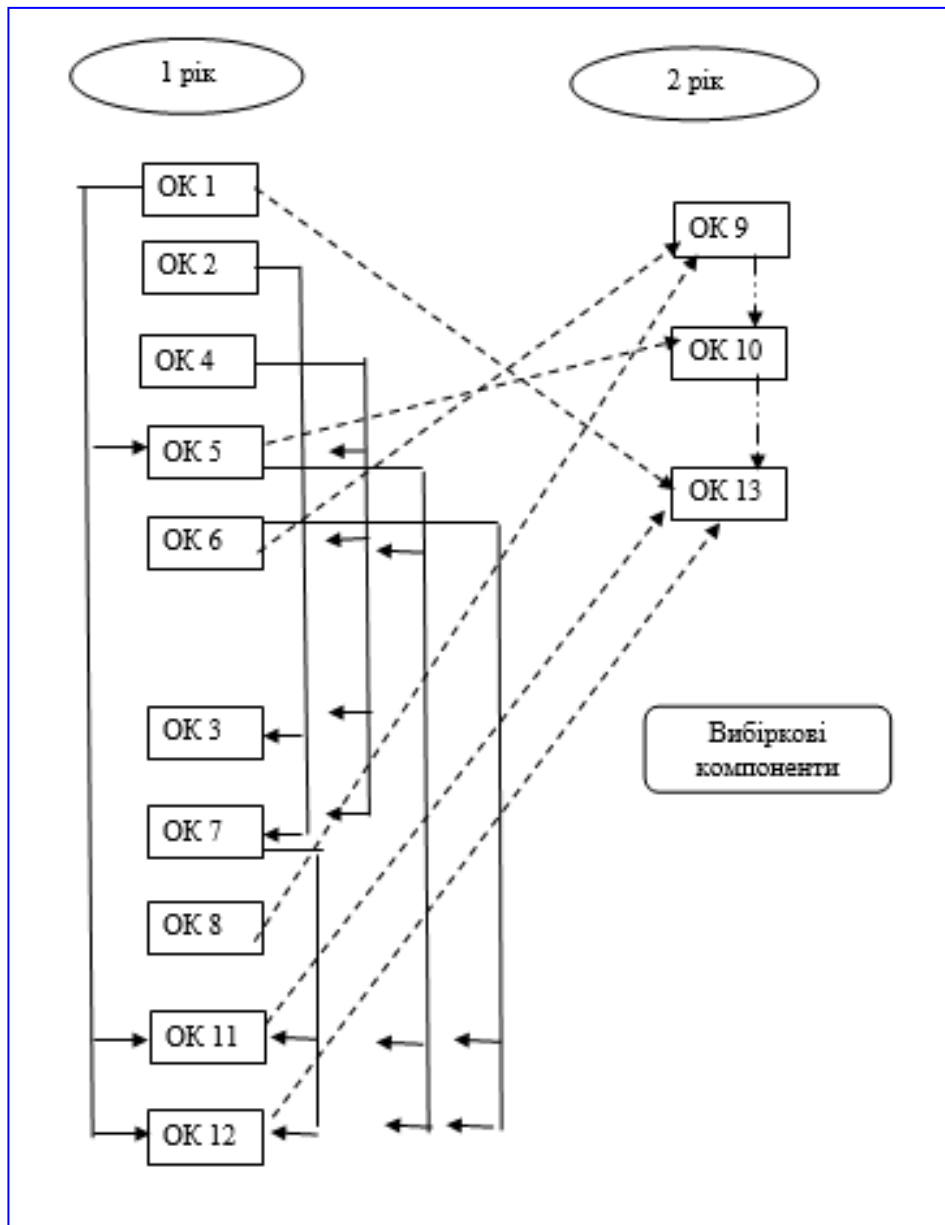 1 рік
2 рік
ОК 1
ОК 2
ОК 4
ОК 5
ОК 6
ОК 3
ОК 7
ОК 8
ОК 11
ОК 12
ОК 9
ОК 10
ОК 13
Вибіркові
компоненти